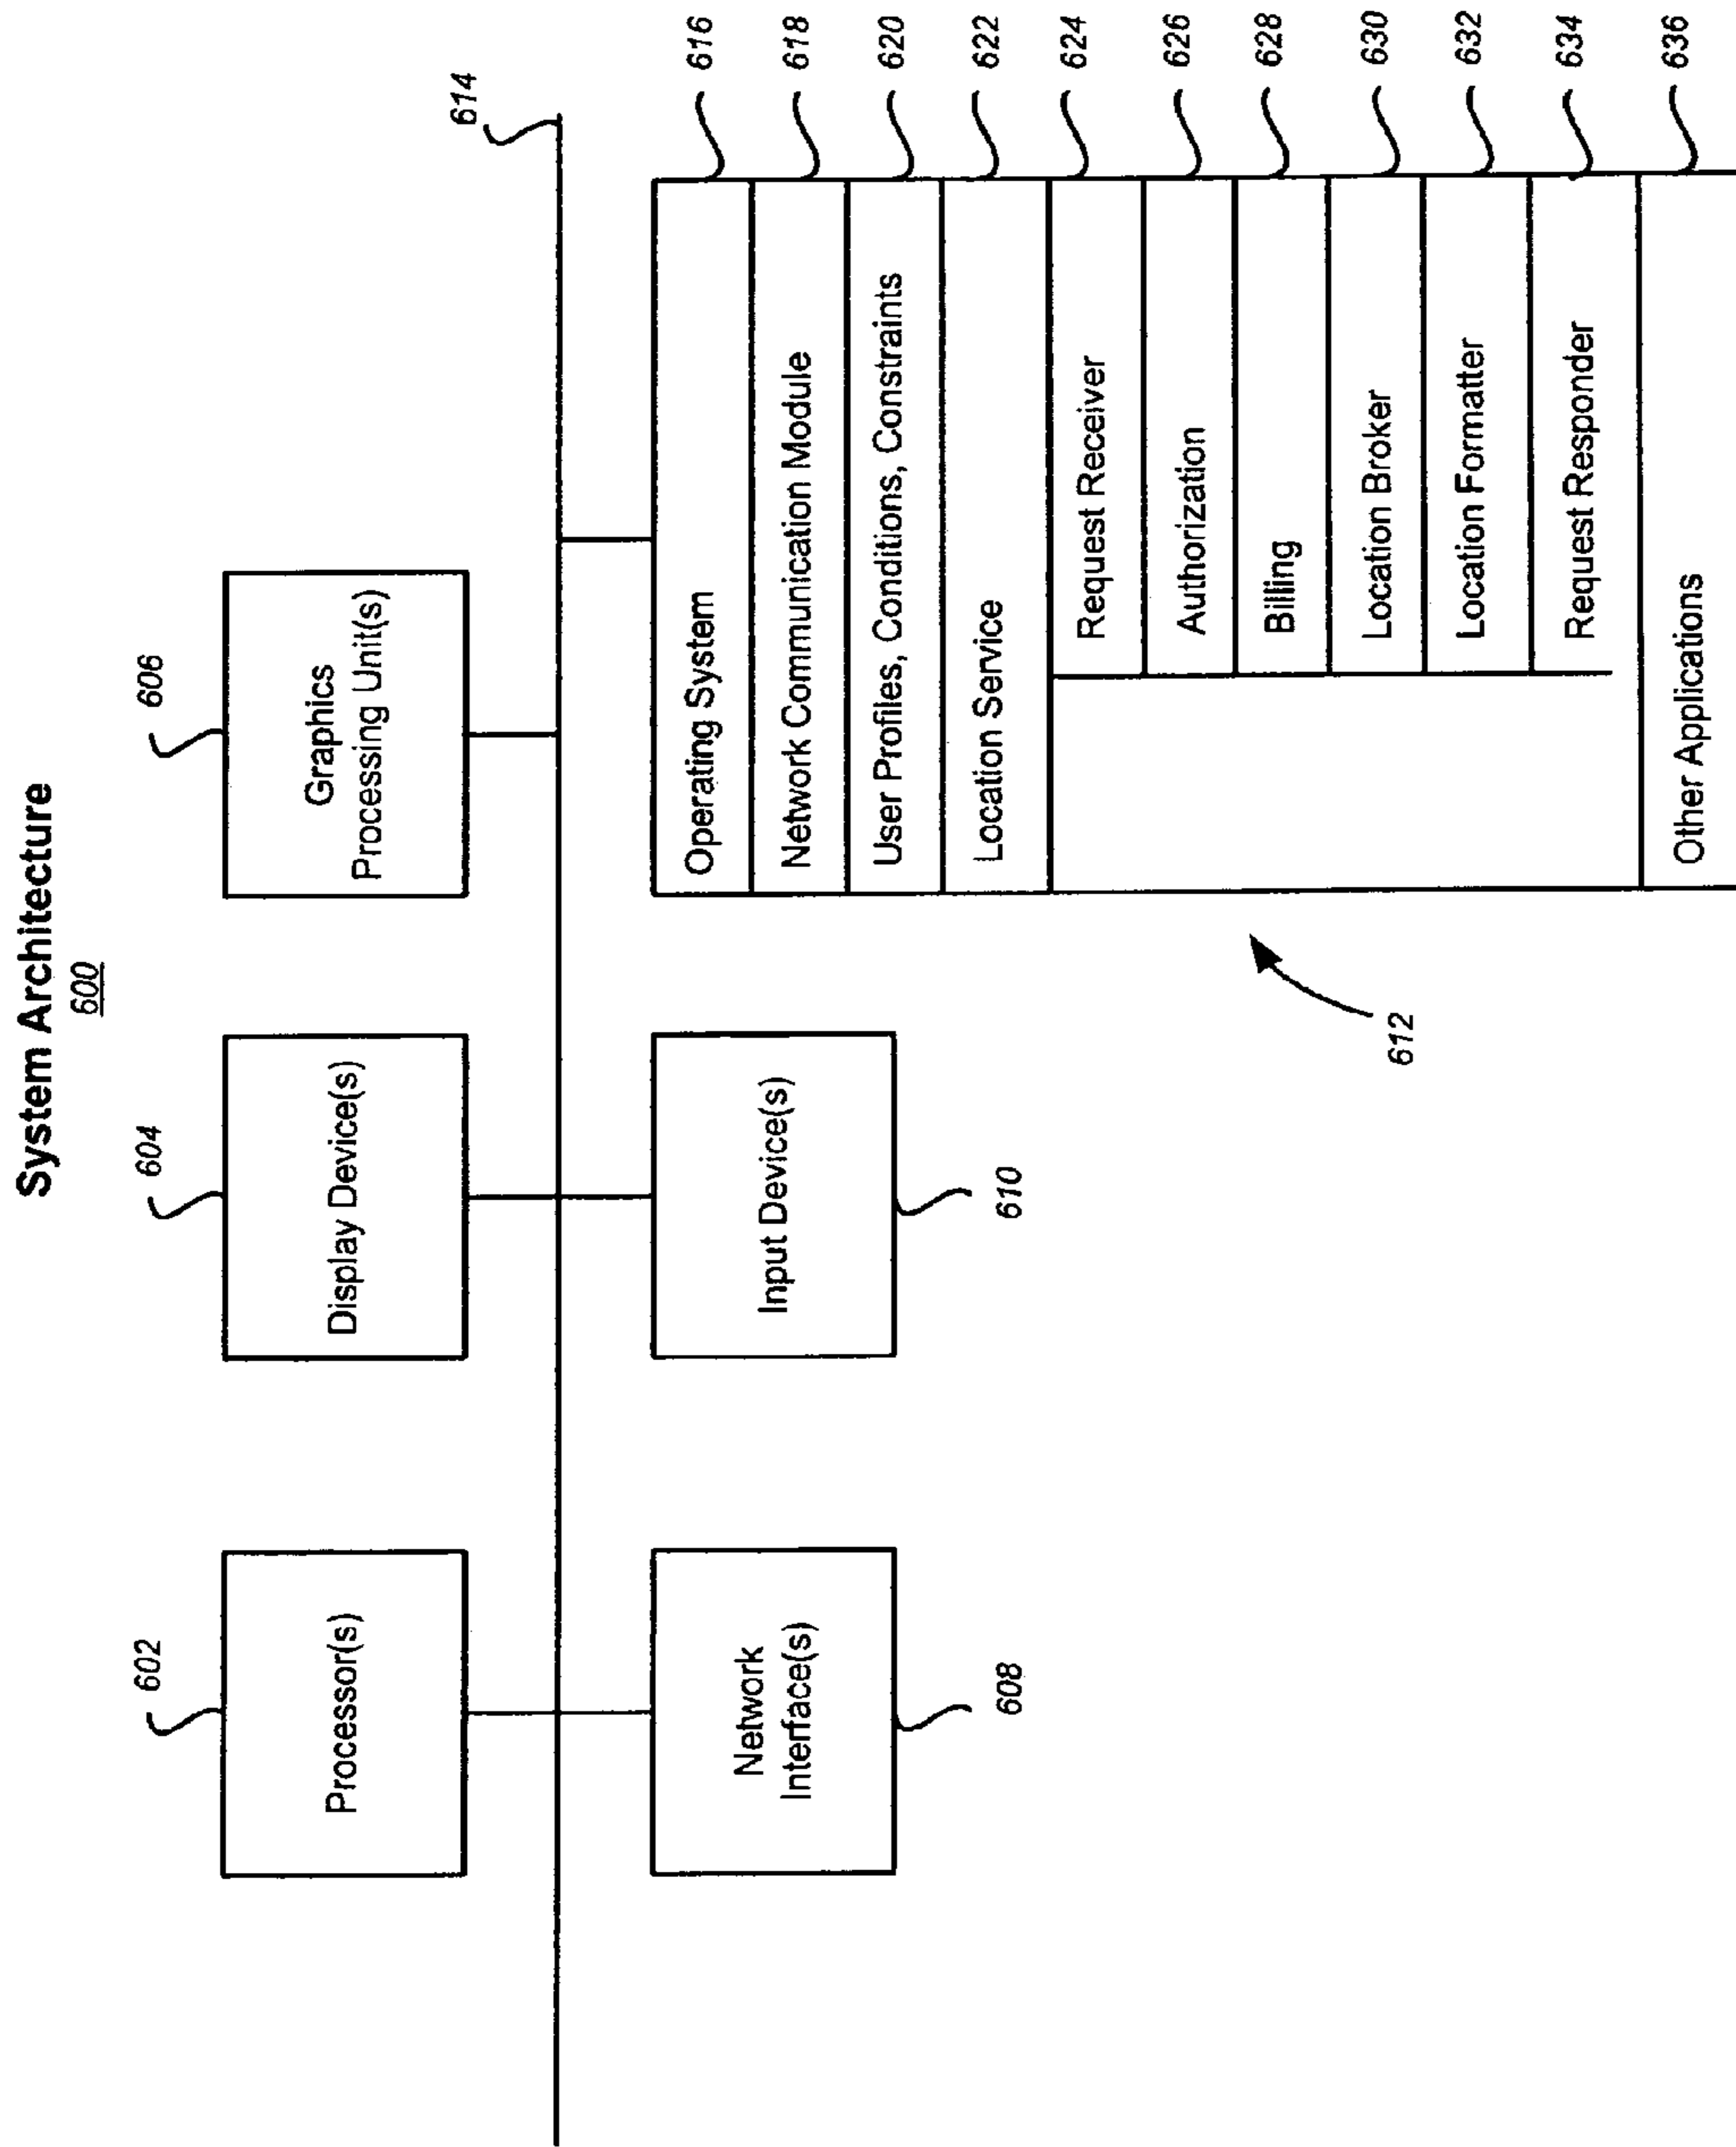 System Architecture
600
602
604
606
Processor(s)
Display Device(s)
Graphics
Processing Unit(s)
614
Network
Interface(s)
Input Device(s)
608
610
612
Operating System
616
Network Communication Module
618
User Profiles, Conditions, Constraints
620
Location Service
622
Request Receiver
624
Authorization
626
Billing
628
Location Broker
630
Location Formatter
632
Request Responder
634
Other Applications
636